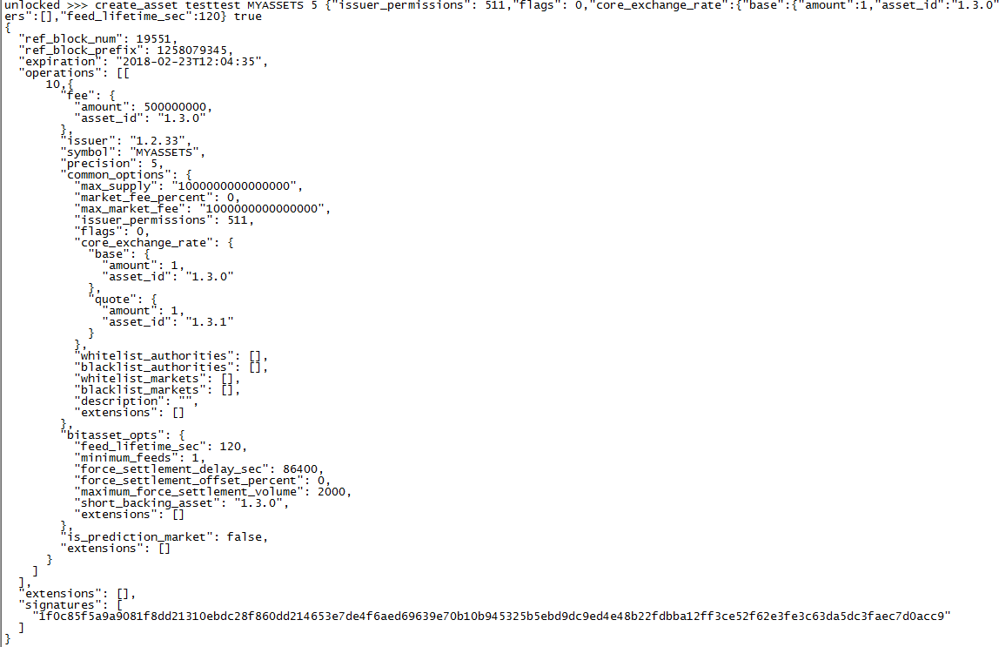 unlocked >>> create_asset testtest MYASSETS 5 {"issuer_permissions": 511,"flags": 0,"core_exchange_rate":{"base":{"amount":1,"asset_id":"1.3.0"
ers":[],"feed_lifetime_sec":120} true
{
  "ref_block_num": 19551,
  "ref_block_prefix": 1258079345,
  "expiration": "2018-02-23T12:04:35",
  "operations": [[
      10,{
        "fee": {
          "amount": 500000000,
          "asset_id": "1.3.0"
        },
        "issuer": "1.2.33",
        "symbol": "MYASSETS",
        "precision": 5,
        "common_options": {
          "max_supply": "1000000000000000",
          "market_fee_percent": 0,
          "max_market_fee": "1000000000000000",
          "issuer_permissions": 511,
          "flags": 0,
          "core_exchange_rate": {
            "base": {
              "amount": 1,
              "asset_id": "1.3.0"
            },
            "quote": {
              "amount": 1,
              "asset_id": "1.3.1"
            }
          },
          "whitelist_authorities": [],
          "blacklist_authorities": [],
          "whitelist_markets": [],
          "blacklist_markets": [],
          "description": "",
          "extensions": []
        },
        "bitasset_opts": {
          "feed_lifetime_sec": 120,
          "minimum_feeds": 1,
          "force_settlement_delay_sec": 86400,
          "force_settlement_offset_percent": 0,
          "maximum_force_settlement_volume": 2000,
          "short_backing_asset": "1.3.0",
          "extensions": []
        },
        "is_prediction_market": false,
        "extensions": []
      }
    ]
  ],
  "extensions": [],
  "signatures": [
    "1f0c85f5a9a9081f8dd21310ebdc28f860dd214653e7de4f6aed69639e70b10b945325b5ebd9dc9ed4e48b22fdbba12ff3ce52f62e3fe3c63da5dc3faec7d0acc9"
  ]
}